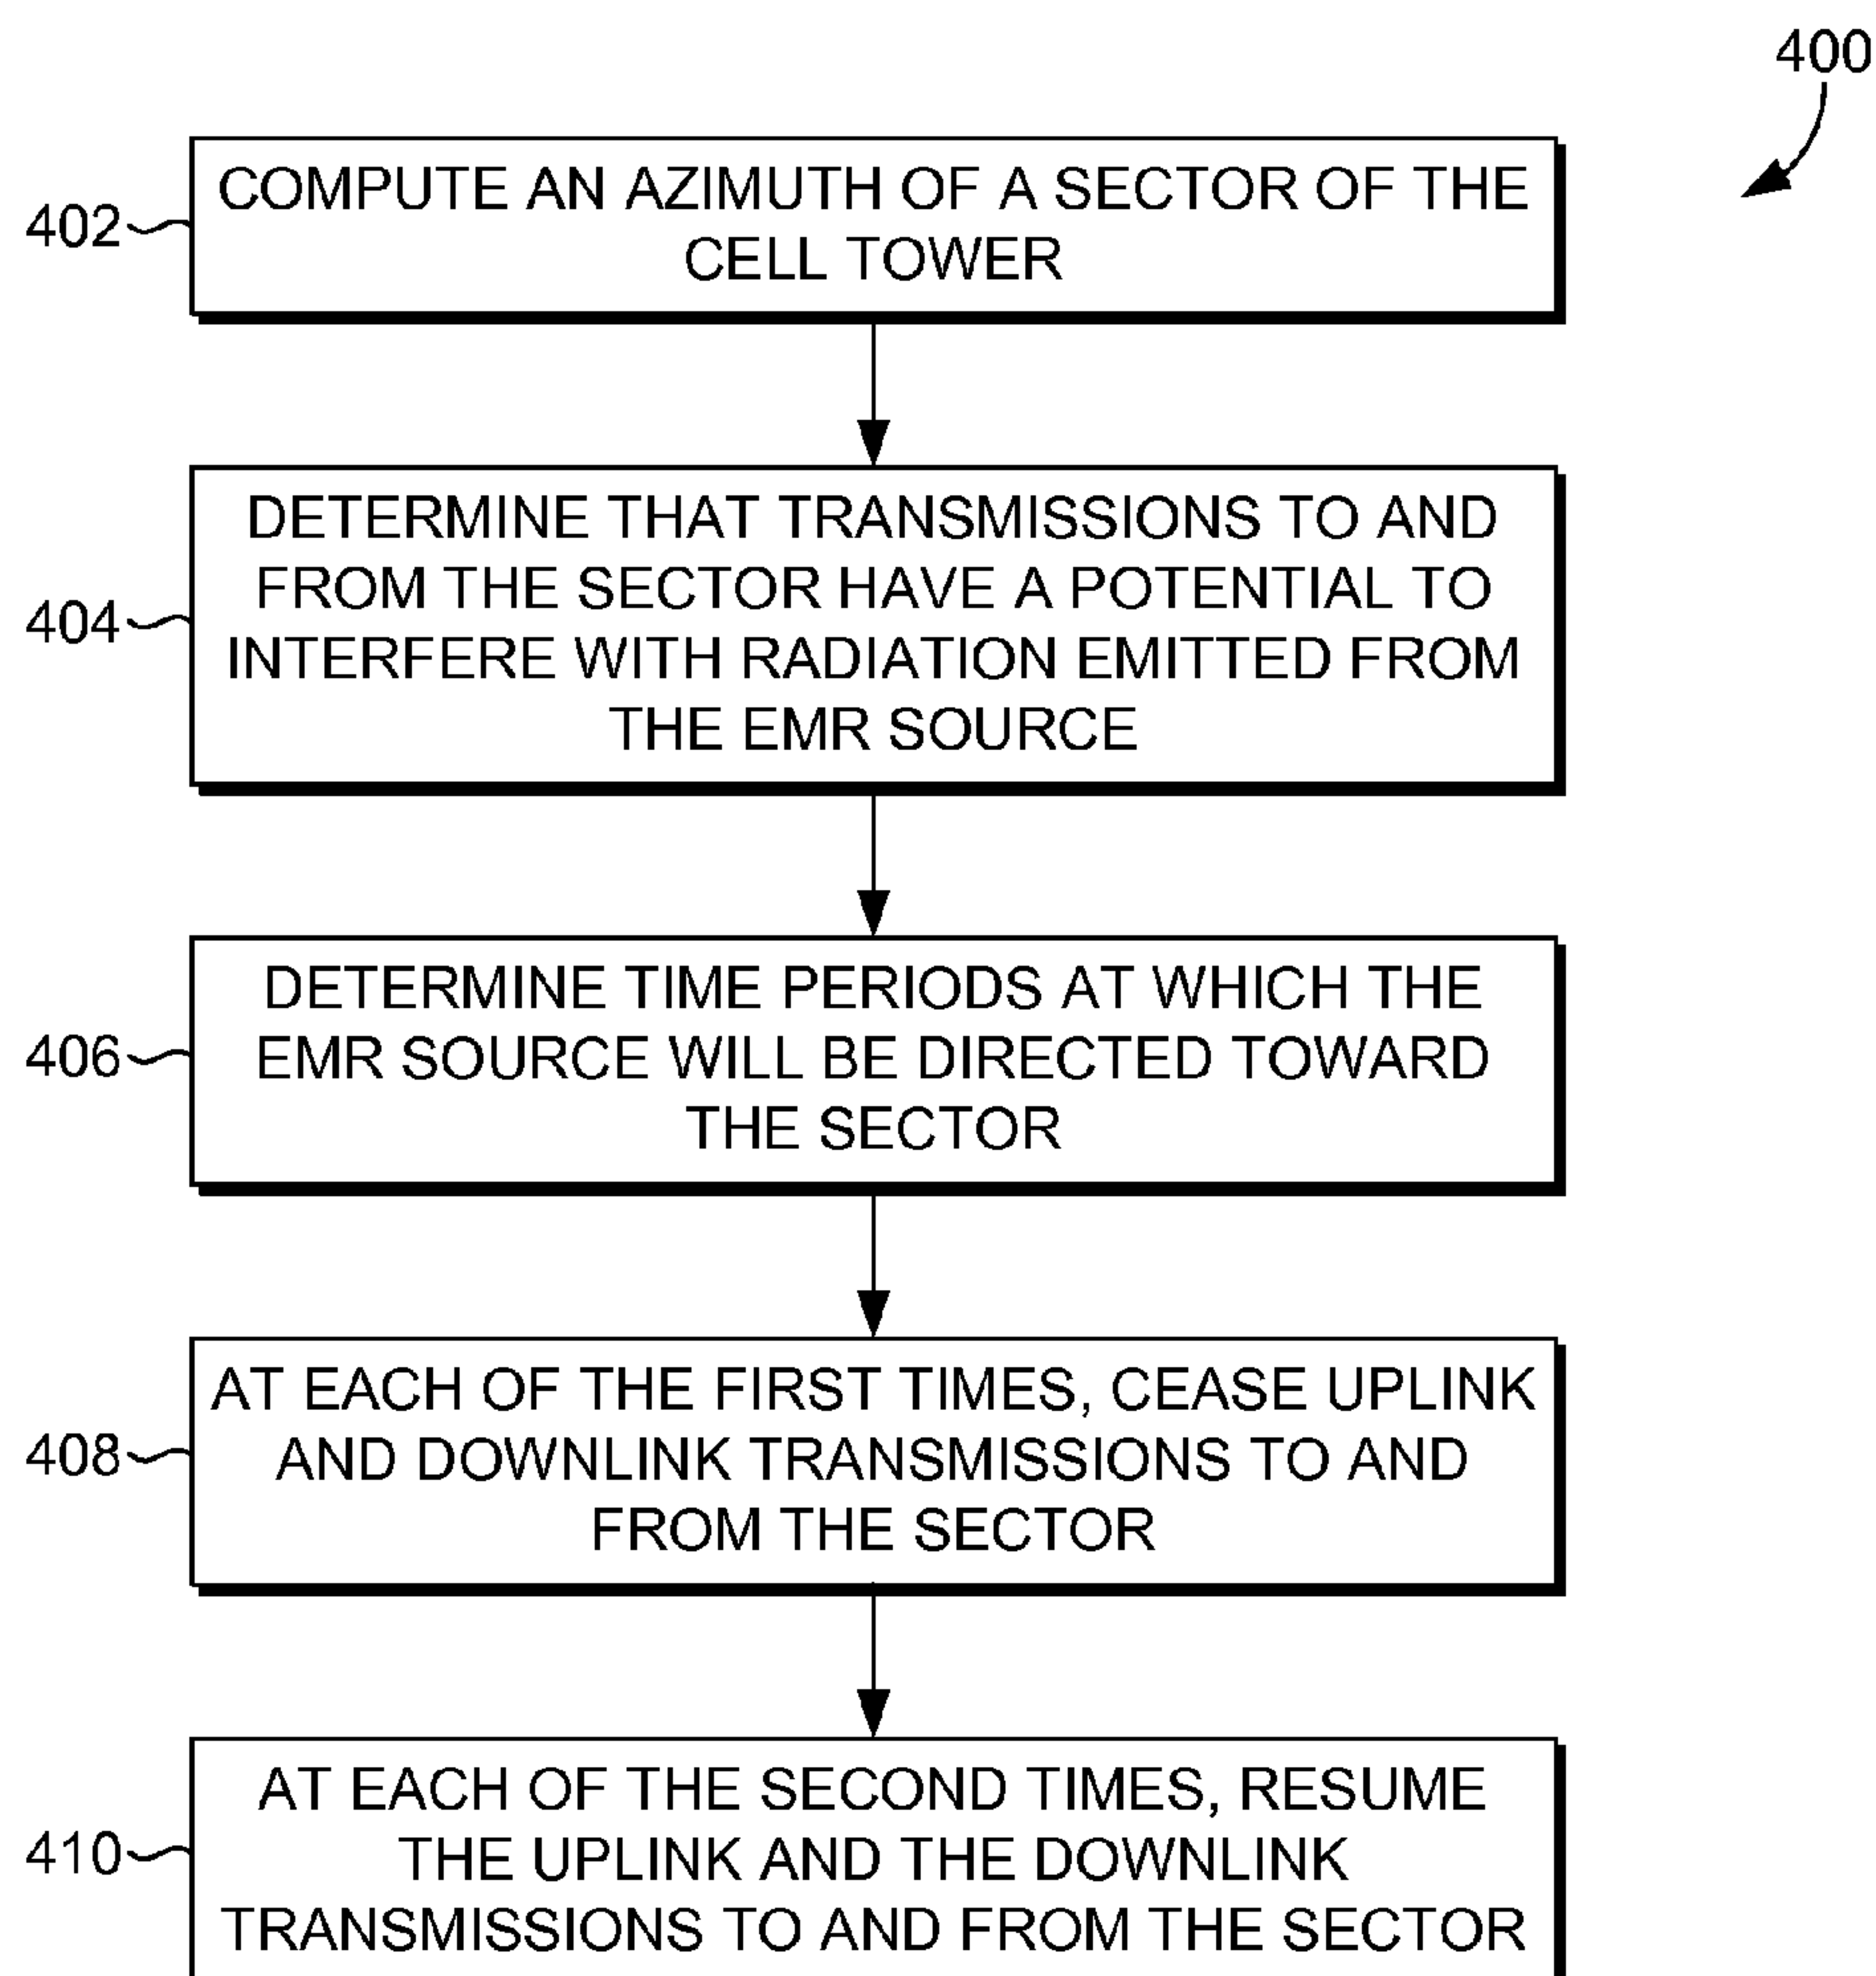 400
402
COMPUTE AN AZIMUTH OF A SECTOR OF THE
CELL TOWER
404
DETERMINE THAT TRANSMISSIONS TO AND
FROM THE SECTOR HAVE A POTENTIAL TO
INTERFERE WITH RADIATION EMITTED FROM
THE EMR SOURCE
406
DETERMINE TIME PERIODS AT WHICH THE
EMR SOURCE WILL BE DIRECTED TOWARD
THE SECTOR
408
AT EACH OF THE FIRST TIMES, CEASE UPLINK
AND DOWNLINK TRANSMISSIONS TO AND
FROM THE SECTOR
410
AT EACH OF THE SECOND TIMES, RESUME
THE UPLINK AND THE DOWNLINK
TRANSMISSIONS TO AND FROM THE SECTOR